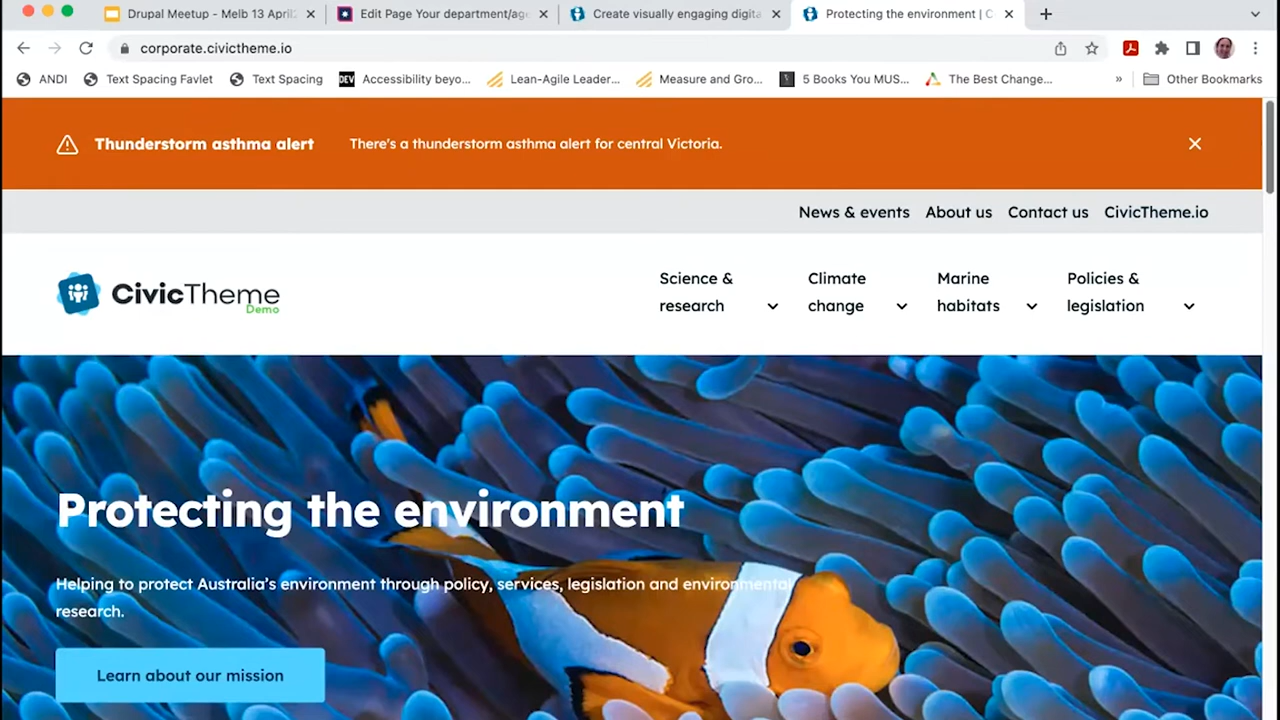 Drupal Meetup - Melb 13 April
Edit Page Your department/age
Create visually engaging digita
Protecting the environment | C
corporate.civictheme.io
ANDI
Text Spacing Favlet
Text Spacing
DEV
Accessibility beyo...
Lean-Agile Leader...
Measure and Gro...
5 Books You MUS...
The Best Change...
»
Other Bookmarks
Thunderstorm asthma alert
There's a thunderstorm asthma alert for central Victoria.
News & events
About us
Contact us
CivicTheme.io
CivicTheme
Demo
Science &
research
Climate
change
Marine
habitats
Policies &
legislation
Protecting the environment
Helping to protect Australia's environment through policy, services, legislation and environmental
research.
Learn about our mission